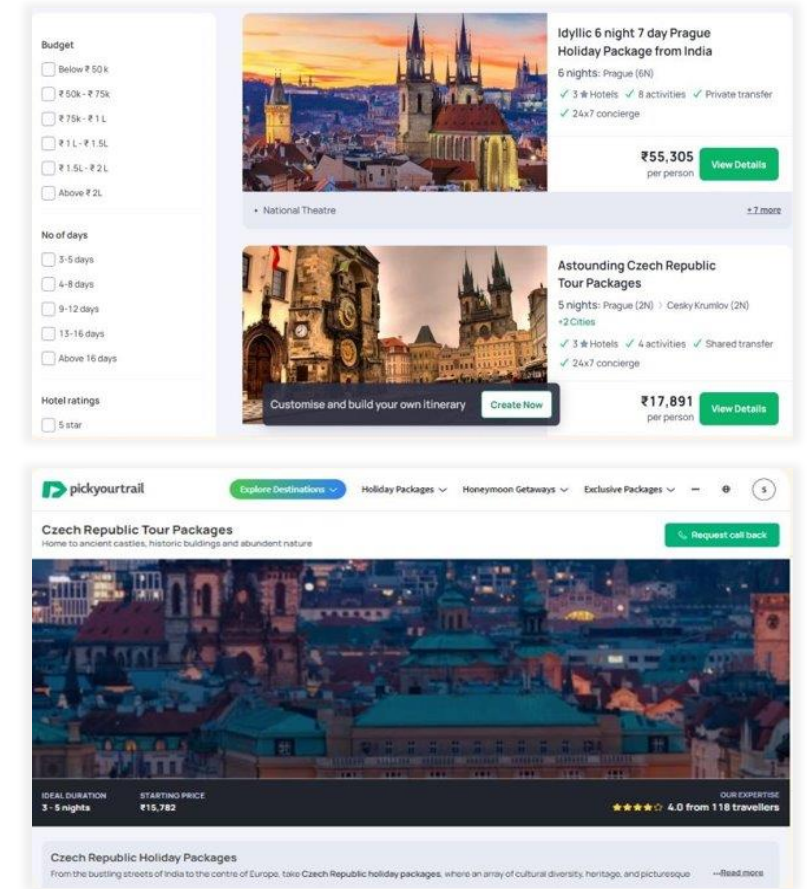 Budget
Below ₹ 50 k
₹ 50k - ₹ 75k
₹ 75k - ₹ 1 L
₹ 1 L - ₹ 1.5L
₹ 1.5L - ₹ 2 L
Above ₹ 2L
No of days
3-5 days
4-8 days
9-12 days
13-16 days
Above 16 days
Hotel ratings
5 star
Idyllic 6 night 7 day Prague
Holiday Package from India
6 nights: Prague (6N)
✓ 3 ★ Hotels ✓ 8 activities ✓ Private transfer
✓ 24x7 concierge
₹55,305
per person
View Details
• National Theatre
+ 7 more
Astounding Czech Republic
Tour Packages
5 nights: Prague (2N) > Cesky Krumlov (2N)
+2 Cities
✓ 3 ★ Hotels ✓ 4 activities ✓ Shared transfer
✓ 24x7 concierge
Customise and build your own itinerary Create Now
₹17,891
per person
View Details
pickyourtrail
Explore Destinations Holiday Packages Honeymoon Getaways Exclusive Packages S
Czech Republic Tour Packages
Home to ancient castles, historic buldings and abundent nature
Request call back
IDEAL DURATION
3 - 5 nights
STARTING PRICE
₹15,782
OUR EXPERTISE
★★★★☆ 4.0 from 118 travellers
Czech Republic Holiday Packages
From the bustling streets of India to the centre of Europe, take Czech Republic holiday packages, where an array of cultural diversity, heritage, and picturesque ...Read more